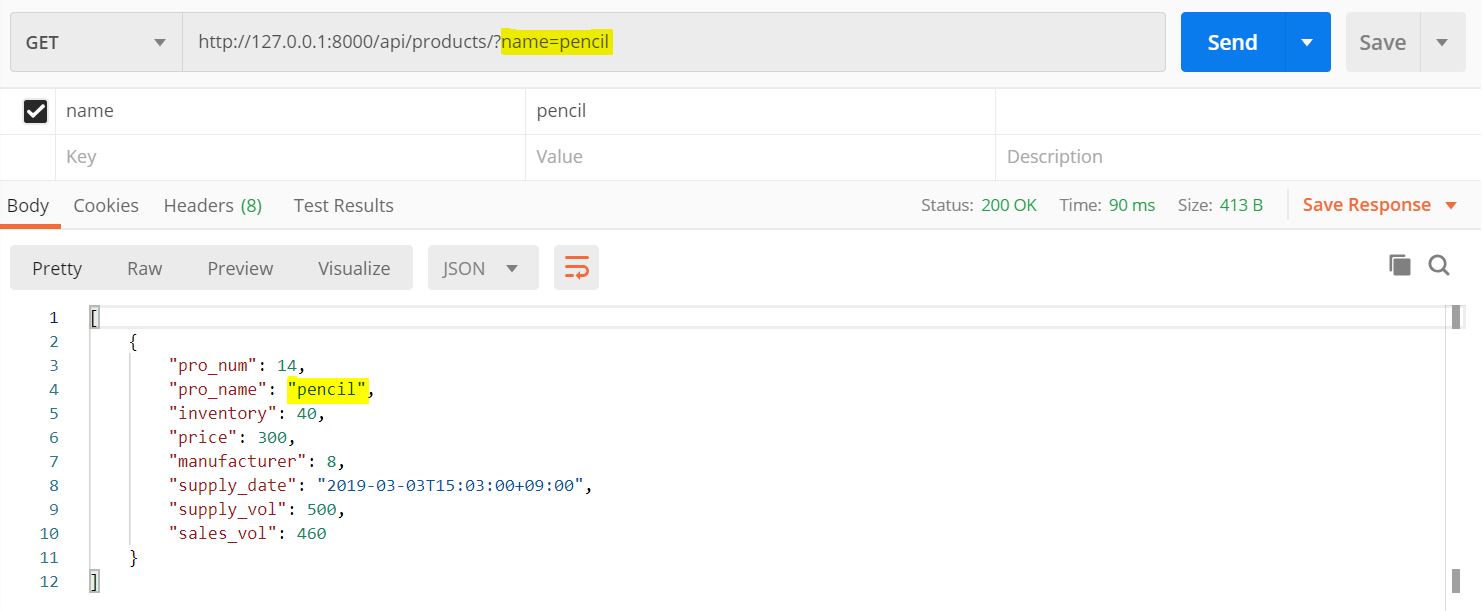 GET http://127.0.0.1:8000/api/products/?name=pencil Send Save
name pencil
Key Value Description
Body Cookies Headers (8) Test Results Status: 200 OK Time: 90 ms Size: 413 B Save Response
Pretty Raw Preview Visualize JSON
1 [
2 {
3 "pro_num": 14,
4 "pro_name": "pencil",
5 "inventory": 40,
6 "price": 300,
7 "manufacturer": 8,
8 "supply_date": "2019-03-03T15:03:00+09:00",
9 "supply_vol": 500,
10 "sales_vol": 460
11 }
12 ]